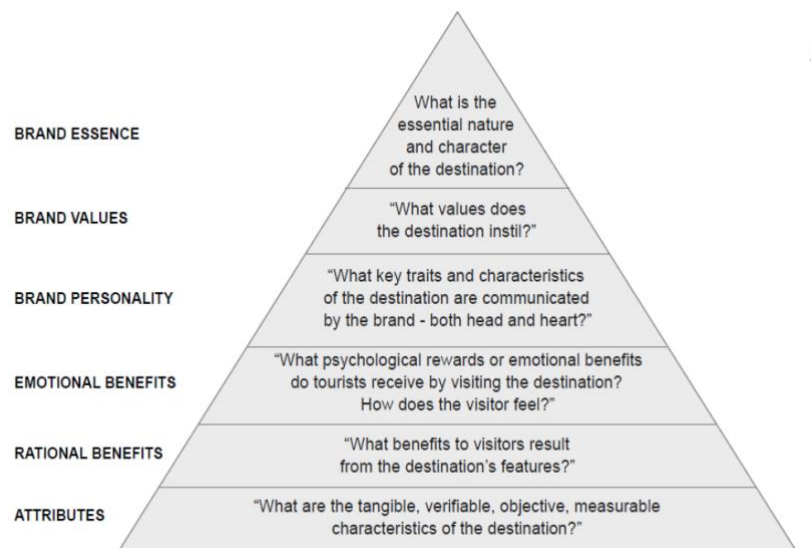 BRAND ESSENCE
What is the
essential nature
and character
of the destination?
BRAND VALUES
“What values does
the destination instil?”
BRAND PERSONALITY
“What key traits and characteristics
of the destination are communicated
by the brand - both head and heart?”
EMOTIONAL BENEFITS
“What psychological rewards or emotional benefits
do tourists receive by visiting the destination?
How does the visitor feel?”
RATIONAL BENEFITS
“What benefits to visitors result
from the destination’s features?”
ATTRIBUTES
“What are the tangible, verifiable, objective, measurable
characteristics of the destination?”